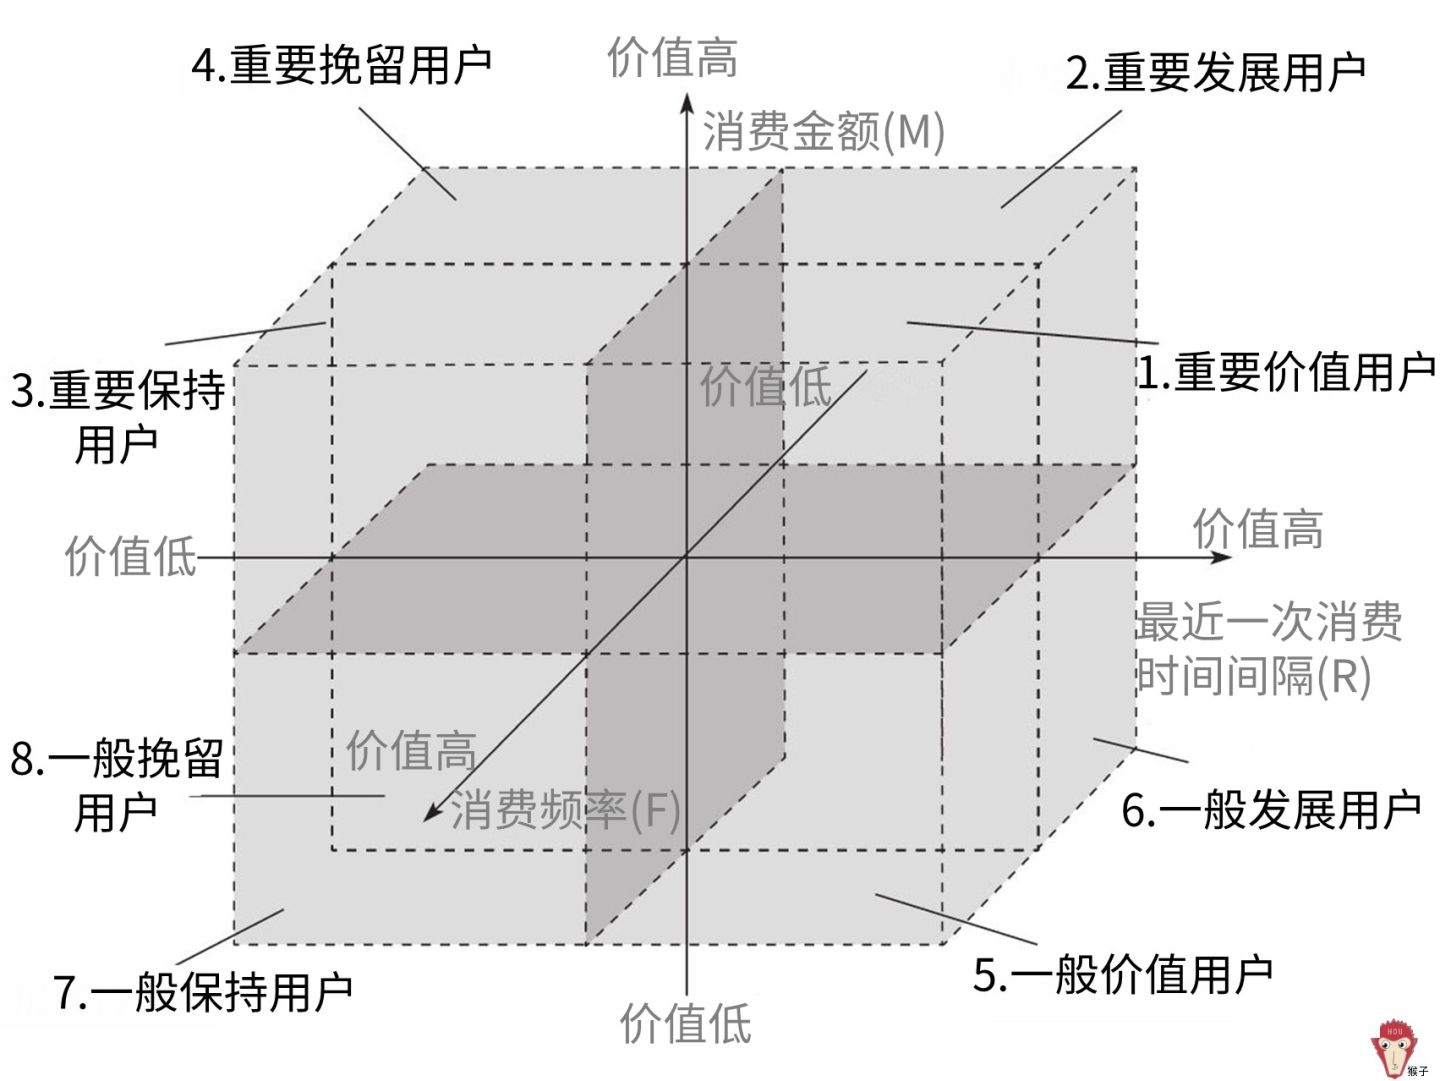 4.重要挽留用户
价值高
2.重要发展用户
消费金额(M)
3.重要保持
用户
价值低
1.重要价值用户
价值低
价值高
最近一次消费
时间间隔(R)
8.一般挽留
用户
价值高
消费频率(F)
6.一般发展用户
7.一般保持用户
5.一般价值用户
价值低
HOU
猴子